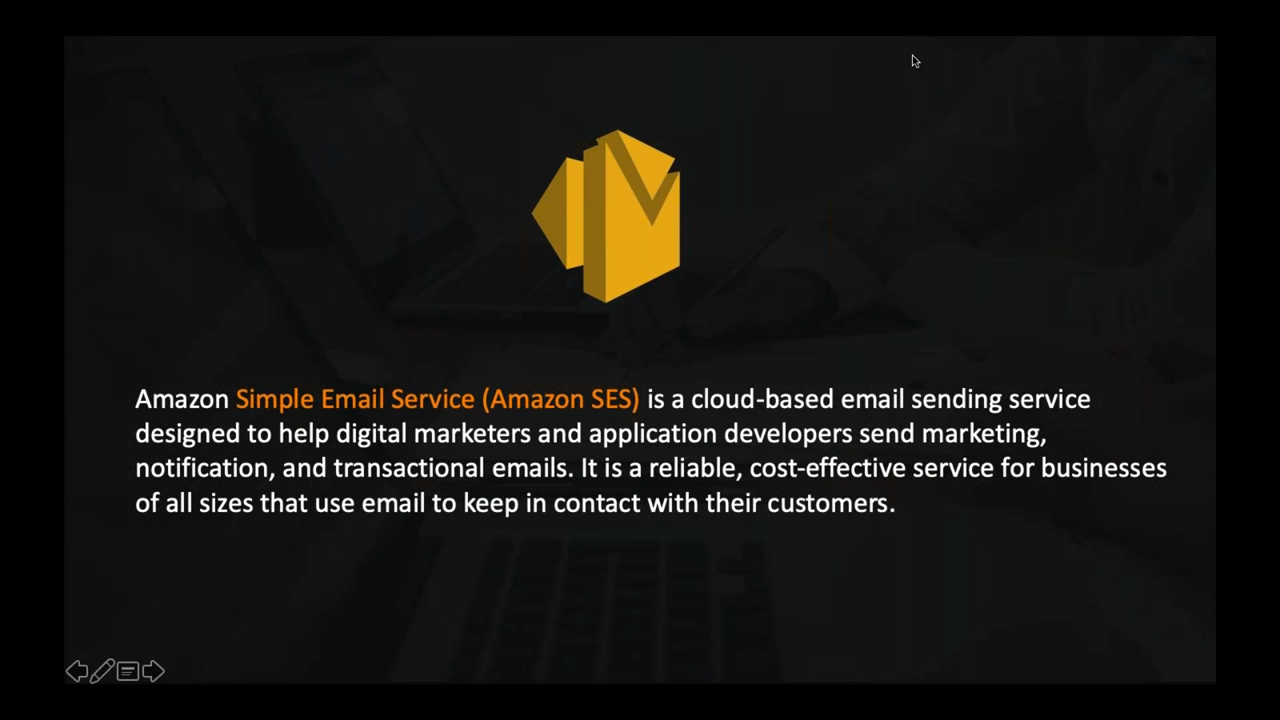 Amazon Simple Email Service (Amazon SES) is a cloud-based email sending service
designed to help digital marketers and application developers send marketing,
notification, and transactional emails. It is a reliable, cost-effective service for businesses
of all sizes that use email to keep in contact with their customers.